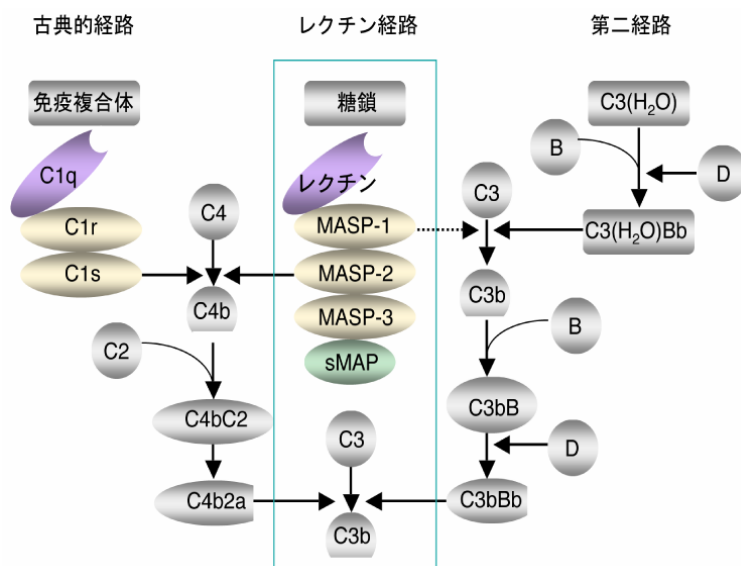 古典的経路
レクチン経路
第二経路
免疫複合体
糖鎖
C3(H₂O)
C1q
レクチン
B
D
C4
C3
C1r
MASP-1
C3(H₂O)Bb
C1s
MASP-2
C4b
C3b
MASP-3
B
C2
sMAP
C4bC2
C3
C3bB
D
C4b2a
C3bBb
C3b